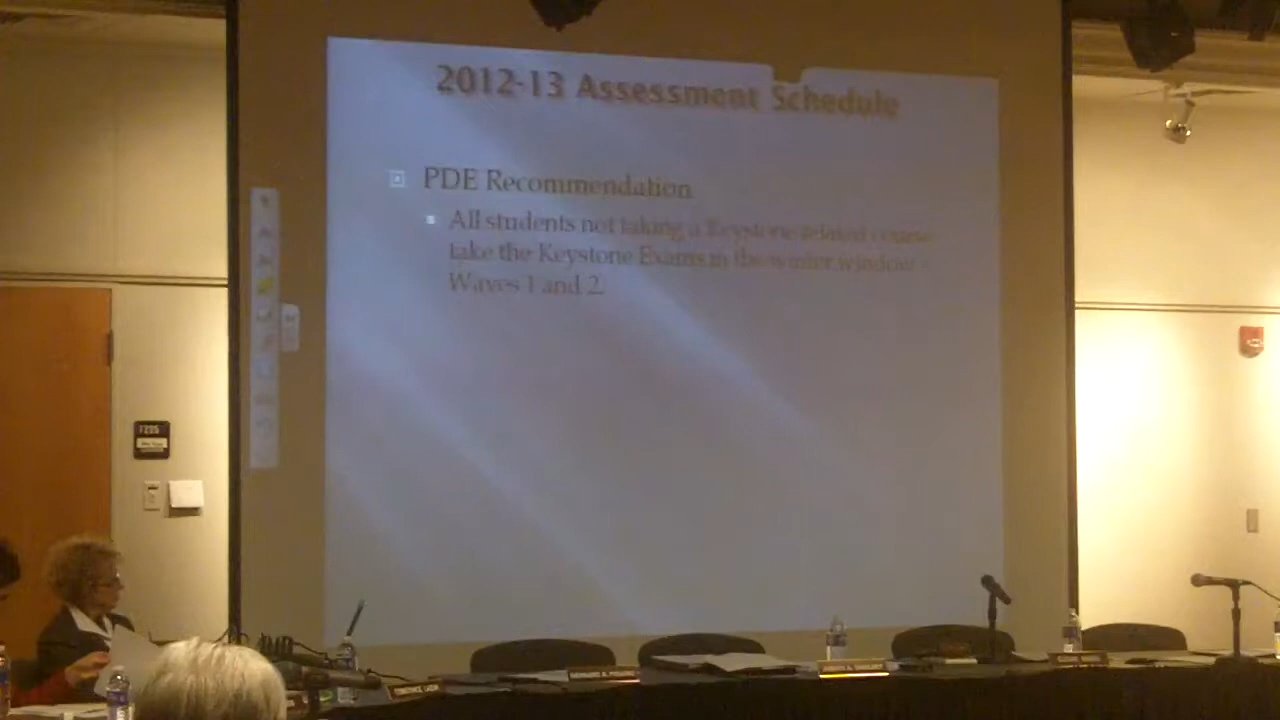 2012-13 Assessment Schedule
PDE Recommendation
All students not taking a Keystone related course
take the Keystone Exams in the winter window -
Waves 1 and 2.